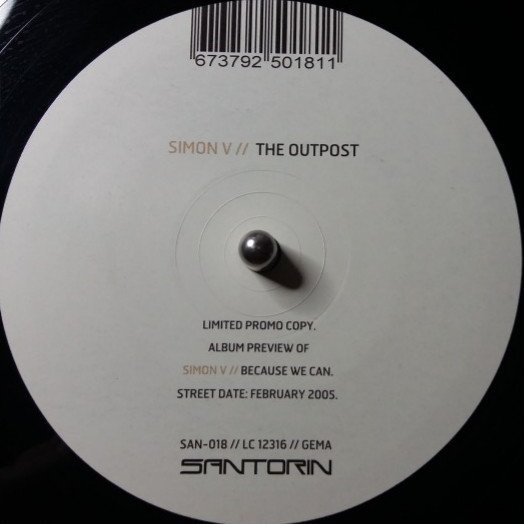 673792 501811
SIMON V // THE OUTPOST
LIMITED PROMO COPY.
ALBUM PREVIEW OF
SIMON V // BECAUSE WE CAN.
STREET DATE: FEBRUARY 2005.
SAN-018 // LC 12316 // GEMA
SANTORIN